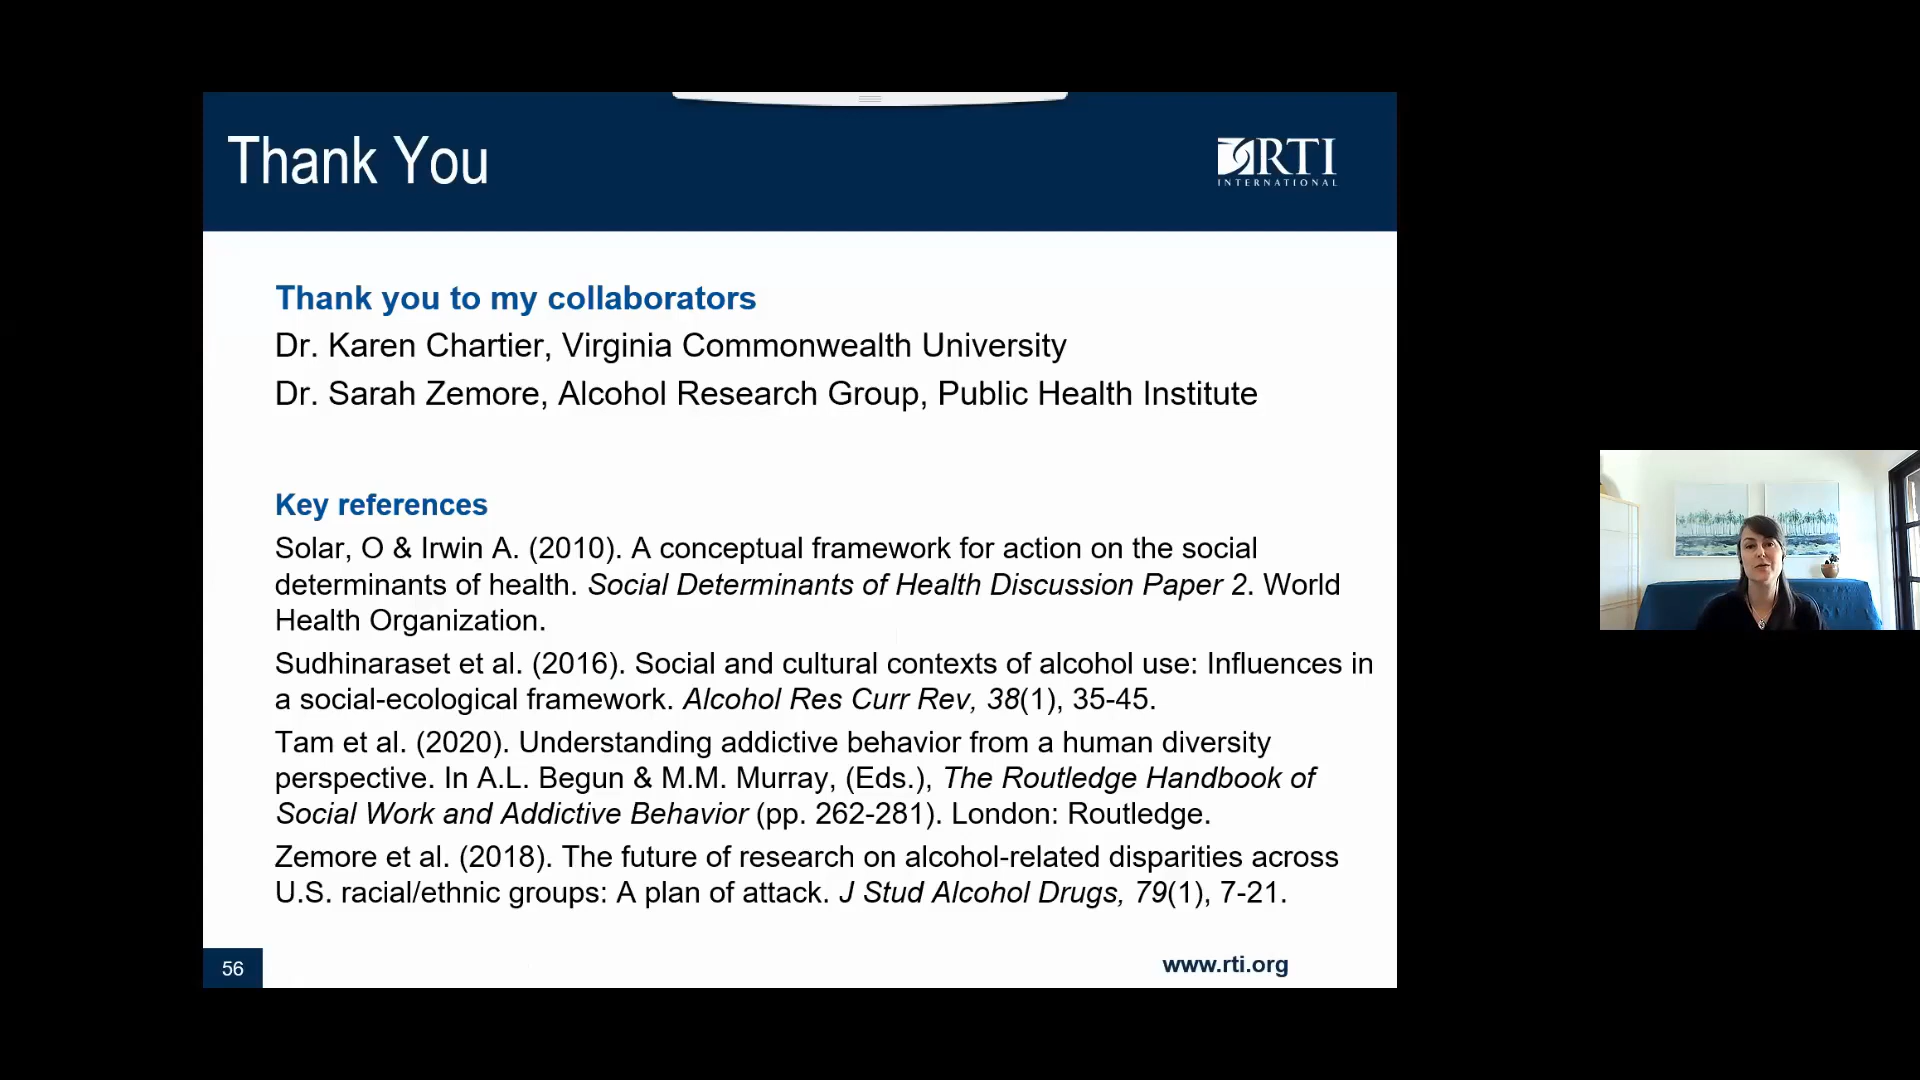 Thank You
RTI
INTERNATIONAL
Thank you to my collaborators
Dr. Karen Chartier, Virginia Commonwealth University
Dr. Sarah Zemore, Alcohol Research Group, Public Health Institute
Key references
Solar, O & Irwin A. (2010). A conceptual framework for action on the social
determinants of health. Social Determinants of Health Discussion Paper 2. World
Health Organization.
Sudhinaraset et al. (2016). Social and cultural contexts of alcohol use: Influences in
a social-ecological framework. Alcohol Res Curr Rev, 38(1), 35-45.
Tam et al. (2020). Understanding addictive behavior from a human diversity
perspective. In A.L. Begun & M.M. Murray, (Eds.), The Routledge Handbook of
Social Work and Addictive Behavior (pp. 262-281). London: Routledge.
Zemore et al. (2018). The future of research on alcohol-related disparities across
U.S. racial/ethnic groups: A plan of attack. J Stud Alcohol Drugs, 79(1), 7-21.
56
www.rti.org